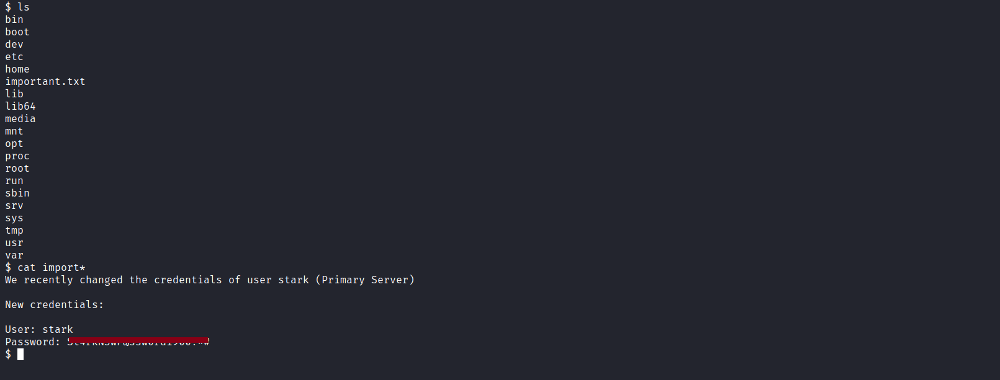 $ ls
bin
boot
dev
etc
home
important.txt
lib
lib64
media
mnt
opt
proc
root
run
sbin
srv
sys
tmp
usr
var
$ cat import*
We recently changed the credentials of user stark (Primary Server)
New credentials:
User: stark
Password:
$